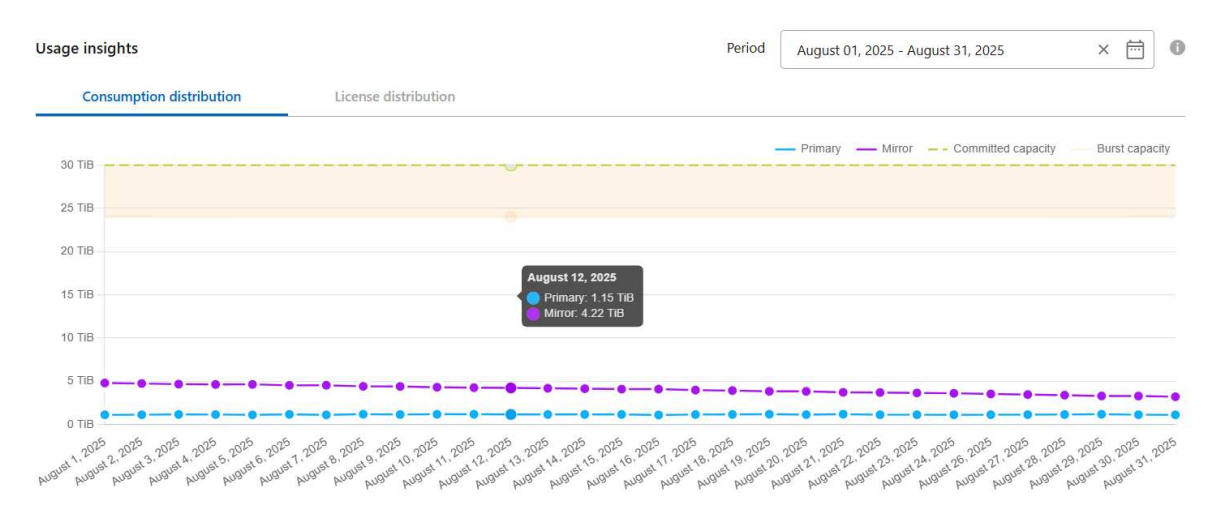 Usage insights
Period
August 01, 2025 - August 31, 2025
Consumption distribution
License distribution
Primary
Mirror
Committed capacity
Burst capacity
30 TiB
25 TiB
20 TiB
15 TiB
10 TiB
5 TiB
0 TiB
August 12, 2025
Primary: 1.15 TiB
Mirror: 4.22 TiB
August 1, 2025
August 2, 2025
August 3, 2025
August 4, 2025
August 5, 2025
August 6, 2025
August 7, 2025
August 8, 2025
August 9, 2025
August 10, 2025
August 11, 2025
August 12, 2025
August 13, 2025
August 14, 2025
August 15, 2025
August 16, 2025
August 17, 2025
August 18, 2025
August 19, 2025
August 20, 2025
August 21, 2025
August 22, 2025
August 23, 2025
August 24, 2025
August 26, 2025
August 27, 2025
August 28, 2025
August 29, 2025
August 30, 2025
August 31, 2025